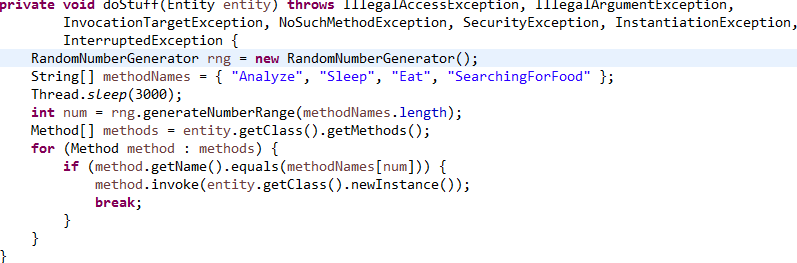 private void doStuff(Entity entity) throws IllegalAccessException, IllegalArgumentException,
InvocationTargetException, NoSuchMethodException, SecurityException, InstantiationException,
InterruptedException {
RandomNumberGenerator rng = new RandomNumberGenerator();
String[] methodNames = { "Analyze", "Sleep", "Eat", "SearchingForFood" };
Thread.sleep(3000);
int num = rng.generateNumberRange(methodNames.length);
Method[] methods = entity.getClass().getMethods();
for (Method method : methods) {
if (method.getName().equals(methodNames[num])) {
method.invoke(entity.getClass().newInstance());
break;
}
}
}